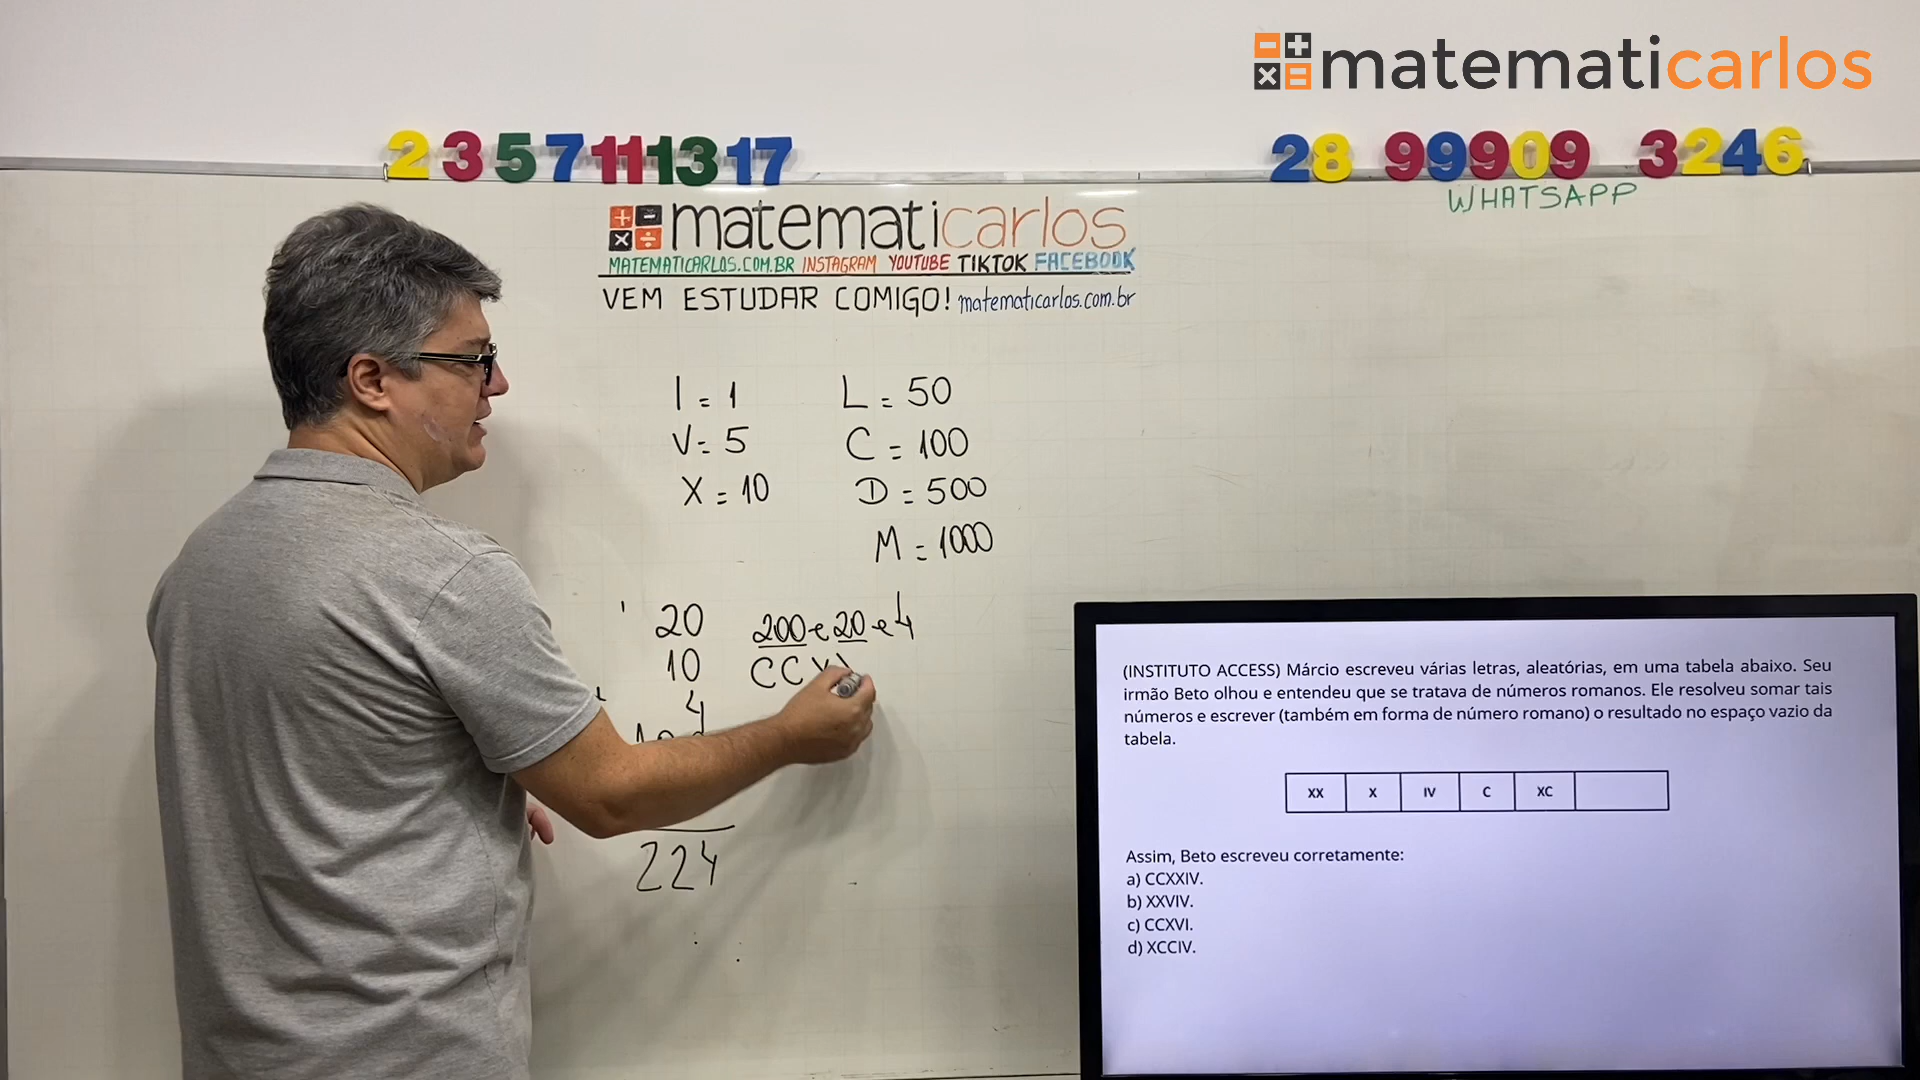 matematicarlos
2 3 5 7 11 13 17
28 99909 3246
WHATSAPP
matematicarlos
MATEMATICARLOS.COM.BR INSTAGRAM YOUTUBE TIKTOK FACEBOOK
VEM ESTUDAR COMIGO! matematicarlos.com.br
I = 1
V = 5
X = 10
L = 50
C = 100
D = 500
M = 1000
20
10
4
224
200 e 20 e 4
CCXX
(INSTITUTO ACCESS) Márcio escreveu várias letras, aleatórias, em uma tabela abaixo. Seu
irmão Beto olhou e entendeu que se tratava de números romanos. Ele resolveu somar tais
números e escrever (também em forma de número romano) o resultado no espaço vazio da
tabela.
XX X IV C XC
Assim, Beto escreveu corretamente:
a) CCXXIV.
b) XXVIV.
c) CCXVI.
d) XCCIV.